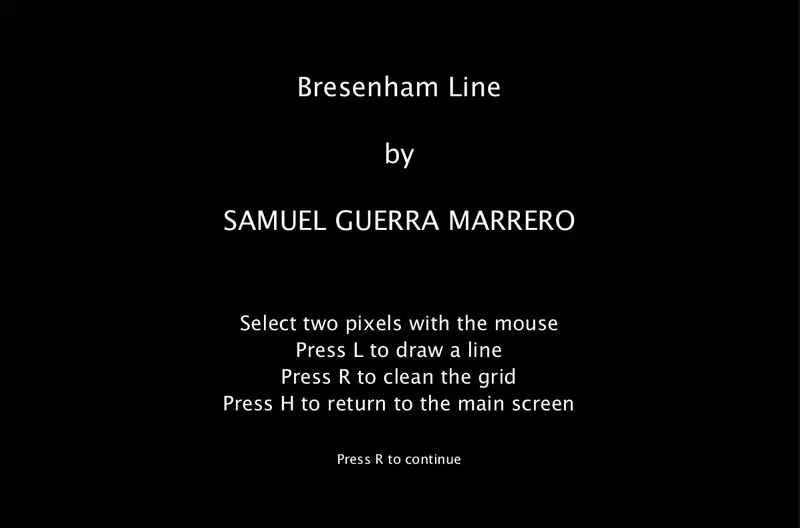 Bresenham Line
by
SAMUEL GUERRA MARRERO
Select two pixels with the mouse
Press L to draw a line
Press R to clean the grid
Press H to return to the main screen
Press R to continue